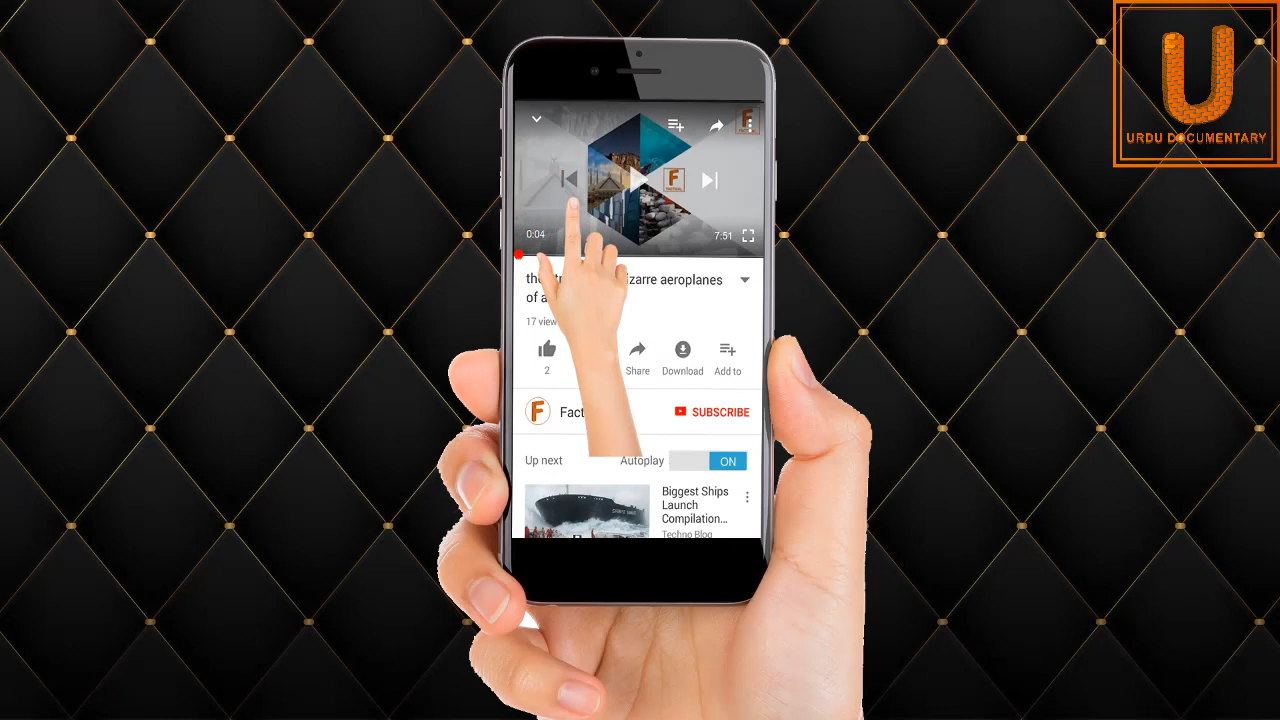 U
URDU DOCUMENTARY
F
F
0:04
7:51
izarre aeroplanes
of a
17 view
2
Share
Download
Add to
F
Fact
SUBSCRIBE
Up next
Autoplay
ON
Biggest Ships
Launch
Compilation...
Techno Blog